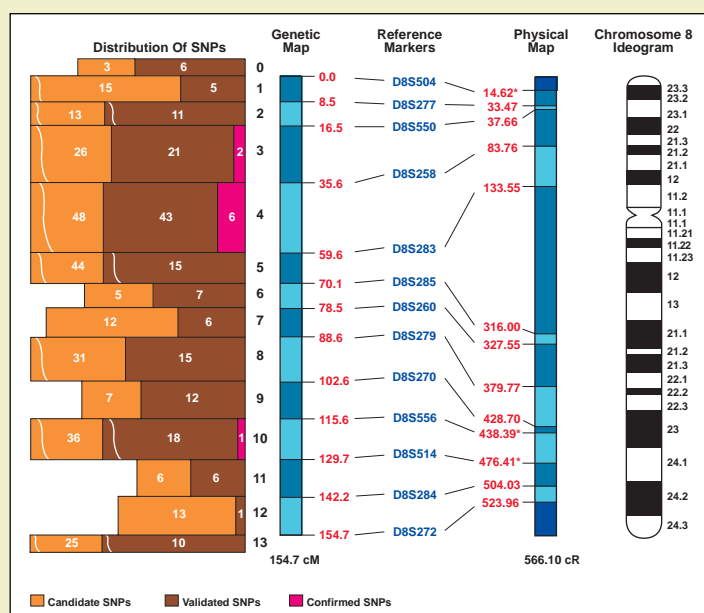 Distribution Of SNPs
Genetic Map
Reference Markers
Physical Map
Chromosome 8 Ideogram
3 6 0
15 5 1
13 11 2
26 21 2 3
48 43 6 4
44 15 5
5 7 6
12 6 7
31 15 8
7 12 9
36 18 1 10
6 6 11
13 1 12
25 10 13
0.0
8.5
16.5
35.6
59.6
70.1
78.5
88.6
102.6
115.6
129.7
142.2
154.7
154.7 cM
D8S504
D8S277
D8S550
D8S258
D8S283
D8S285
D8S260
D8S279
D8S270
D8S556
D8S514
D8S284
D8S272
14.62*
33.47
37.66
83.76
133.55
316.00
327.55
379.77
428.70
438.39*
476.41*
504.03
523.96
566.10 cR
23.3
23.2
23.1
22
21.3
21.2
21.1
12
11.2
11.1
11.1
11.21
11.22
11.23
12
13
21.1
21.2
21.3
22.1
22.2
22.3
23
24.1
24.2
24.3
Candidate SNPs
Validated SNPs
Confirmed SNPs